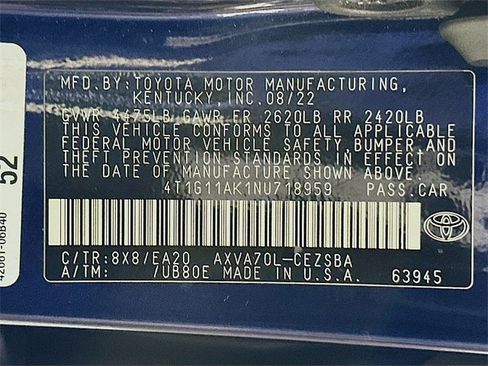 MFD.BY: TOYOTA MOTOR MANUFACTURING,
KENTUCKY, INC. 08/22
GVWR 4475LB GAWR FR 2620LB RR 2420LB
THIS VEHICLE CONFORMS TO ALL APPLICABLE
FEDERAL MOTOR VEHICLE SAFETY, BUMPER, AND
THEFT PREVENTION STANDARDS IN EFFECT ON
THE DATE OF MANUFACTURE SHOWN ABOVE.
4T1G11AK1NU718959 PASS.CAR
C/TR: 8X8/EA20 AXVA70L-CEZSBA
A/TM: 7UB80E MADE IN U.S.A. 63945
TOYOTA
52